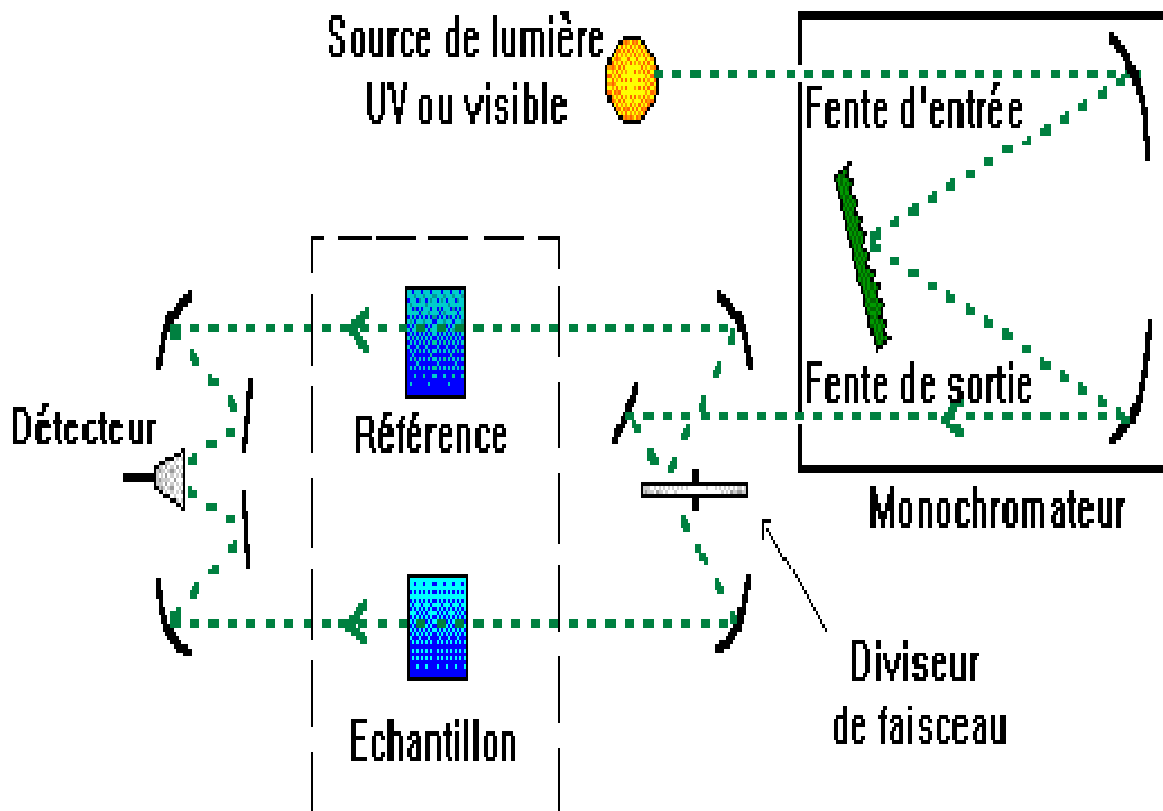 Source de lumière
UV ou visible
Fente d'entrée
Fente de sortie
Monochromateur
Détecteur
Référence
Echantillon
Diviseur
de faisceau